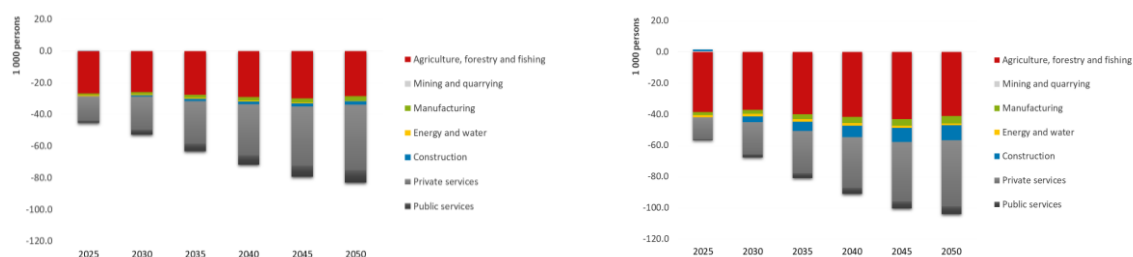 1 000 persons
20.0
0.0
-20.0
-40.0
-60.0
-80.0
-100.0
-120.0
2025 2030 2035 2040 2045 2050
Agriculture, forestry and fishing
Mining and quarrying
Manufacturing
Energy and water
Construction
Private services
Public services
1 000 persons
20.0
0.0
-20.0
-40.0
-60.0
-80.0
-100.0
-120.0
2025 2030 2035 2040 2045 2050
Agriculture, forestry and fishing
Mining and quarrying
Manufacturing
Energy and water
Construction
Private services
Public services